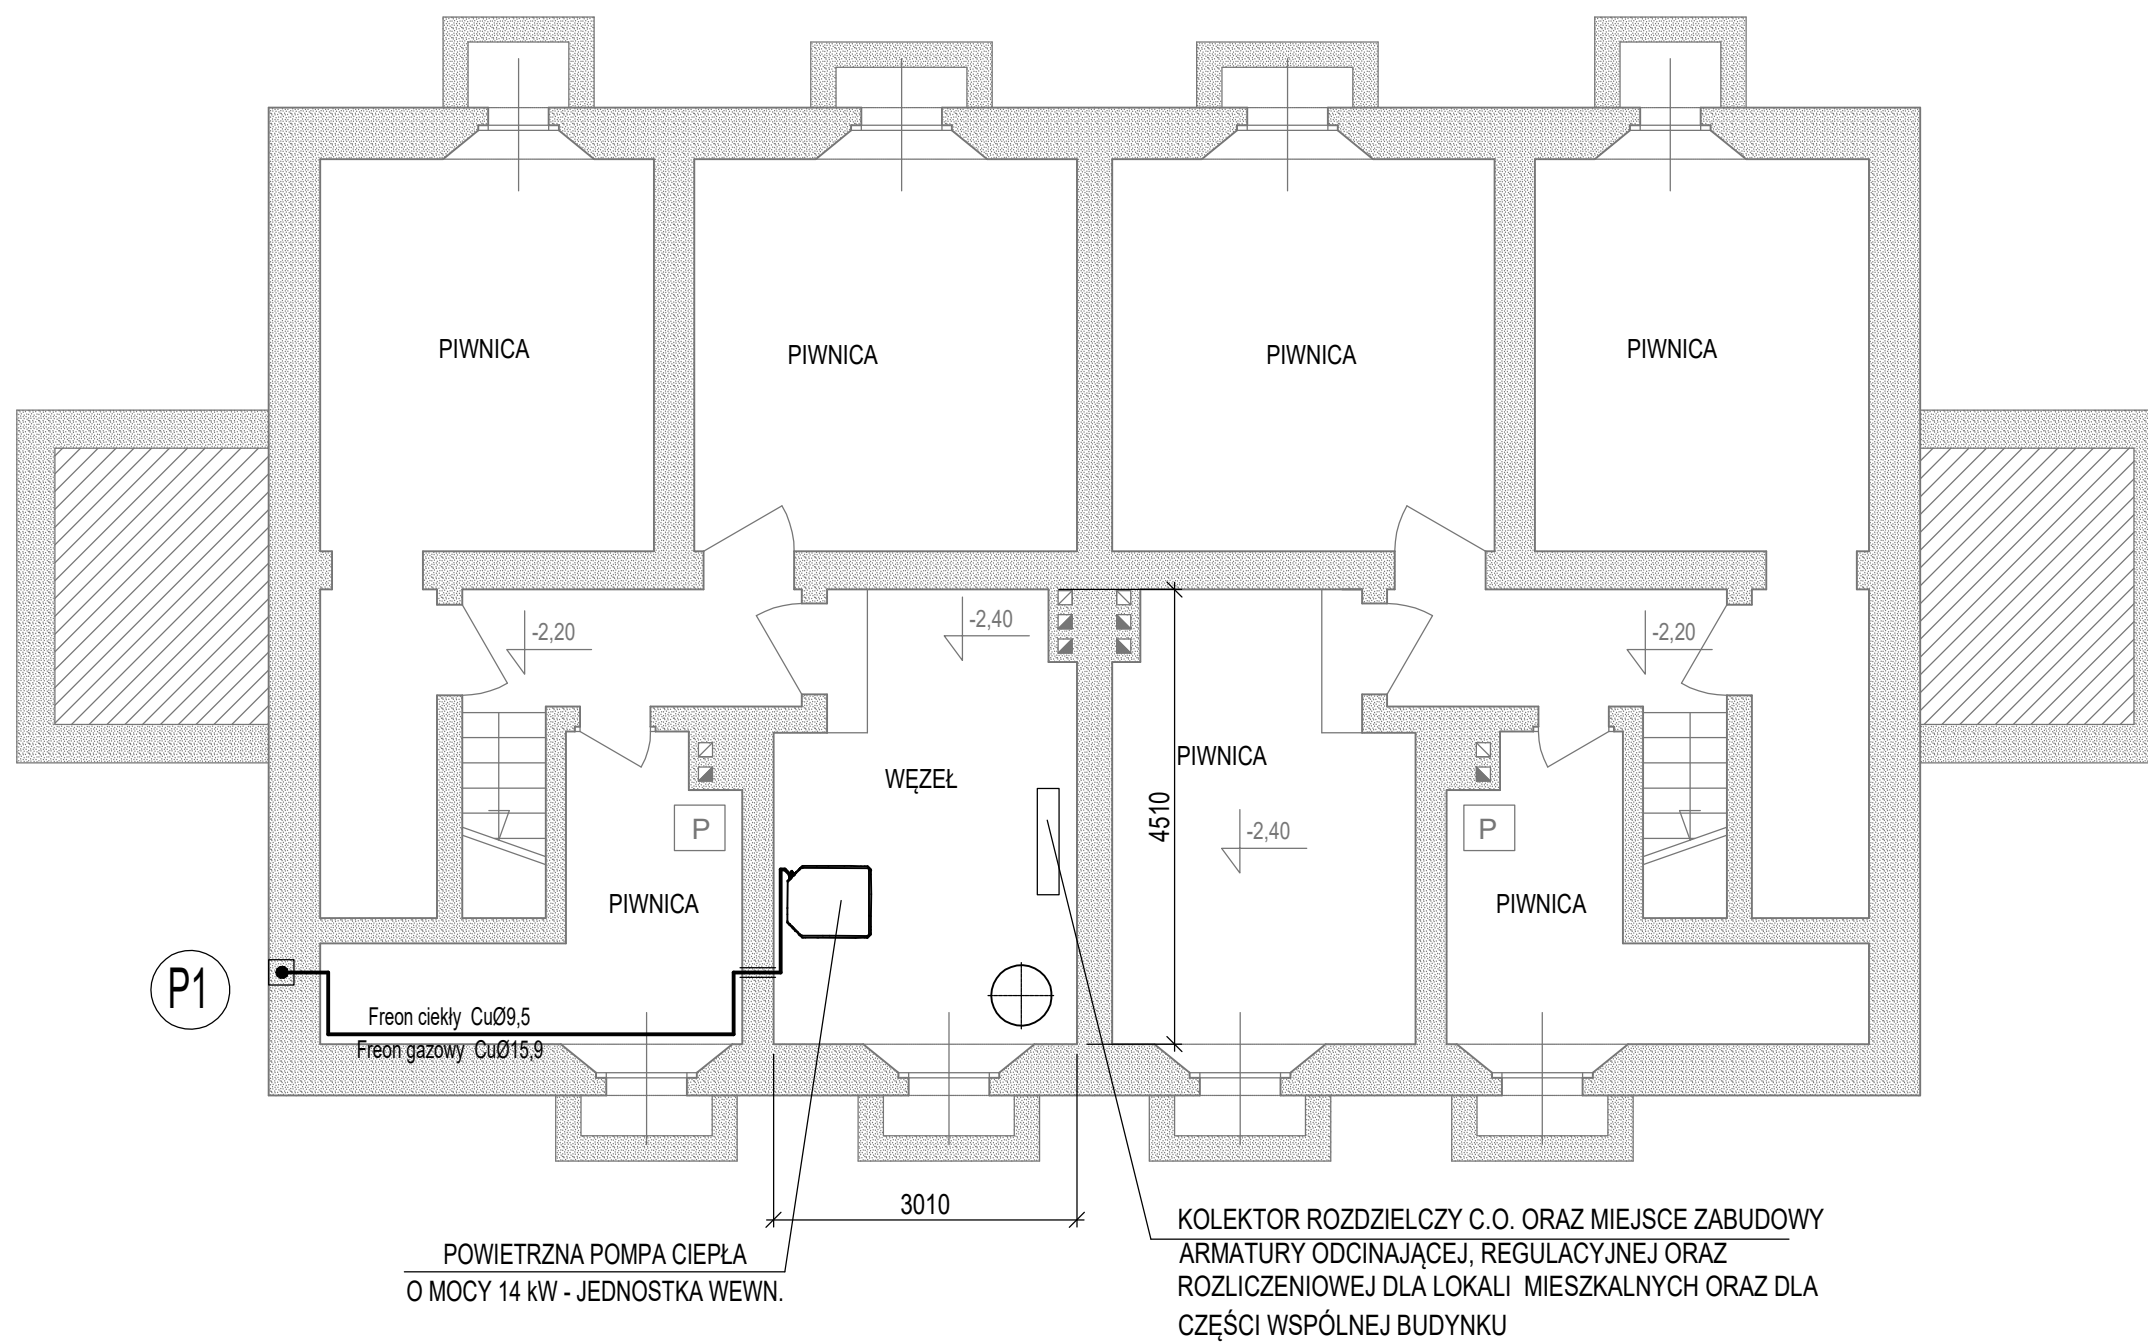 PIWNICA
PIWNICA
PIWNICA
PIWNICA
-2,20
-2,40
-2,20
WĘZEŁ
PIWNICA
4510
P
-2,40
P
PIWNICA
PIWNICA
P1
Freon ciekły CuØ9,5
Freon gazowy CuØ15,9
3010
POWIETRZNA POMPA CIEPŁA
O MOCY 14 kW - JEDNOSTKA WEWN.
KOLEKTOR ROZDZIELCZY C.O. ORAZ MIEJSCE ZABUDOWY
ARMATURY ODCINAJĄCEJ, REGULACYJNEJ ORAZ
ROZLICZENIOWEJ DLA LOKALI MIESZKALNYCH ORAZ DLA
CZĘŚCI WSPÓLNEJ BUDYNKU